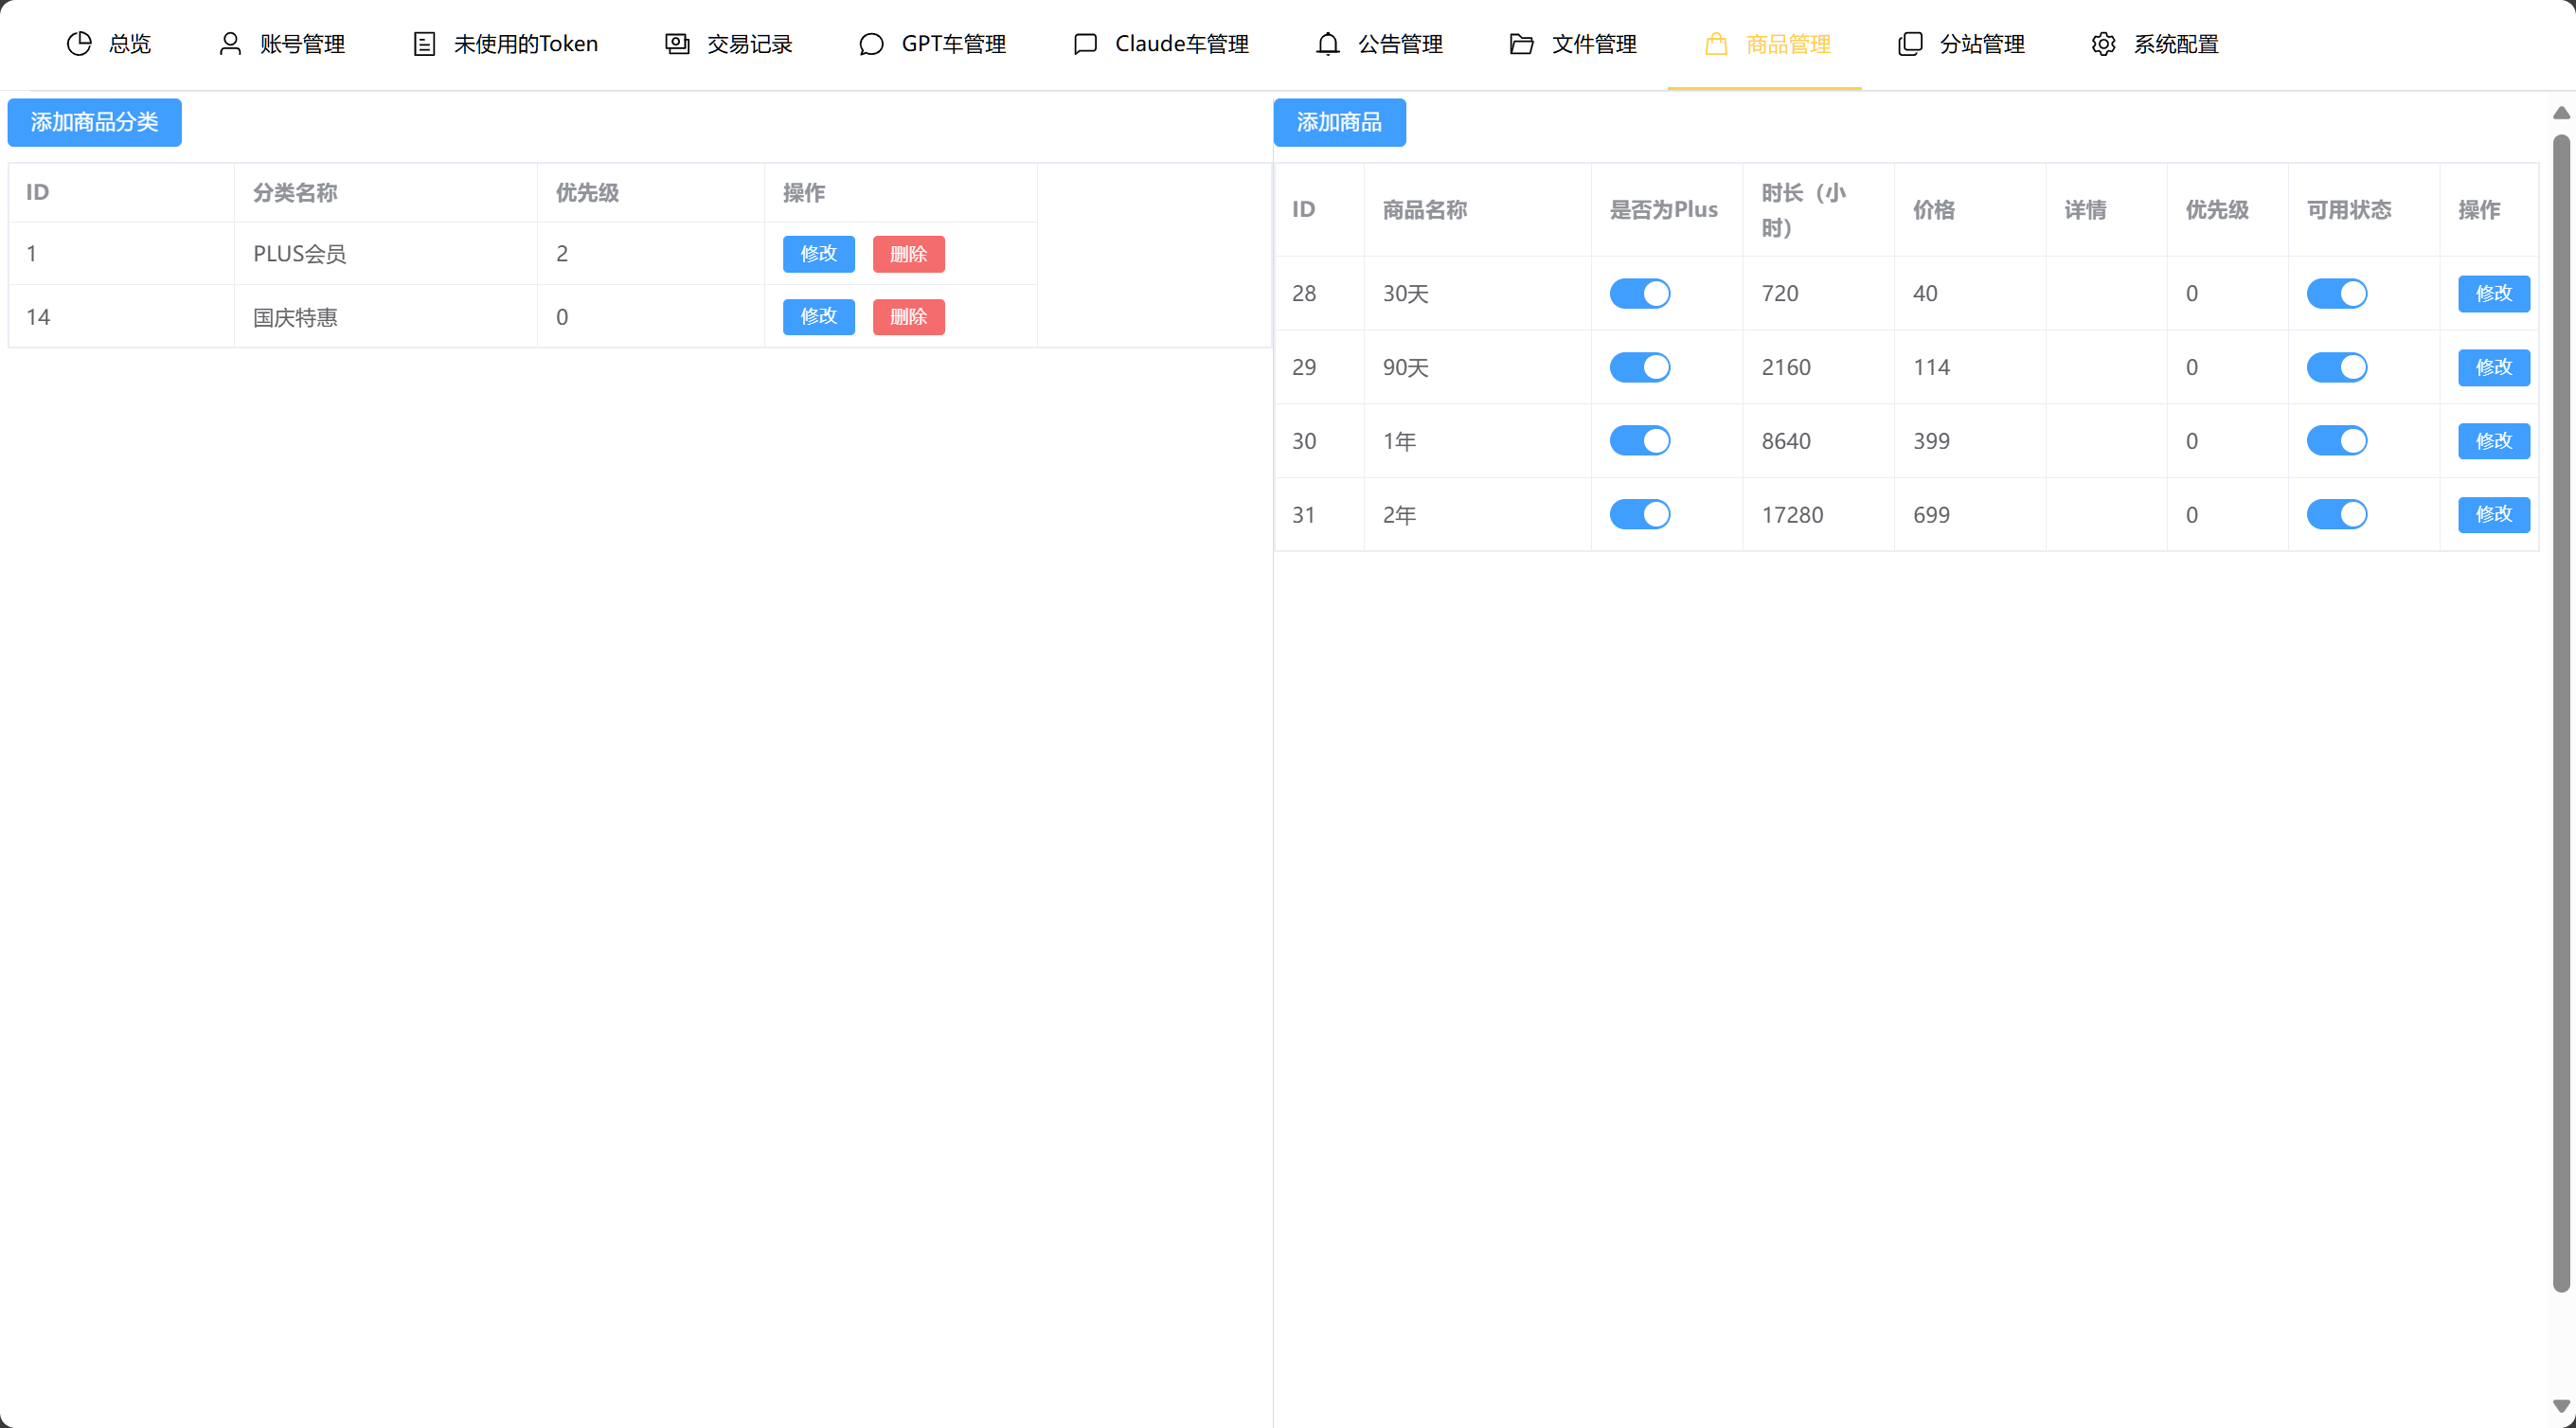 总览 账号管理 未使用的Token 交易记录 GPT车管理 Claude车管理 公告管理 文件管理 商品管理 分站管理 系统配置
添加商品分类
ID 分类名称 优先级 操作
1 PLUS会员 2 修改 删除
14 国庆特惠 0 修改 删除
添加商品
ID 商品名称 是否为Plus 时长（小
时） 价格 详情 优先级 可用状态 操作
28 30天 720 40 0 修改
29 90天 2160 114 0 修改
30 1年 8640 399 0 修改
31 2年 17280 699 0 修改